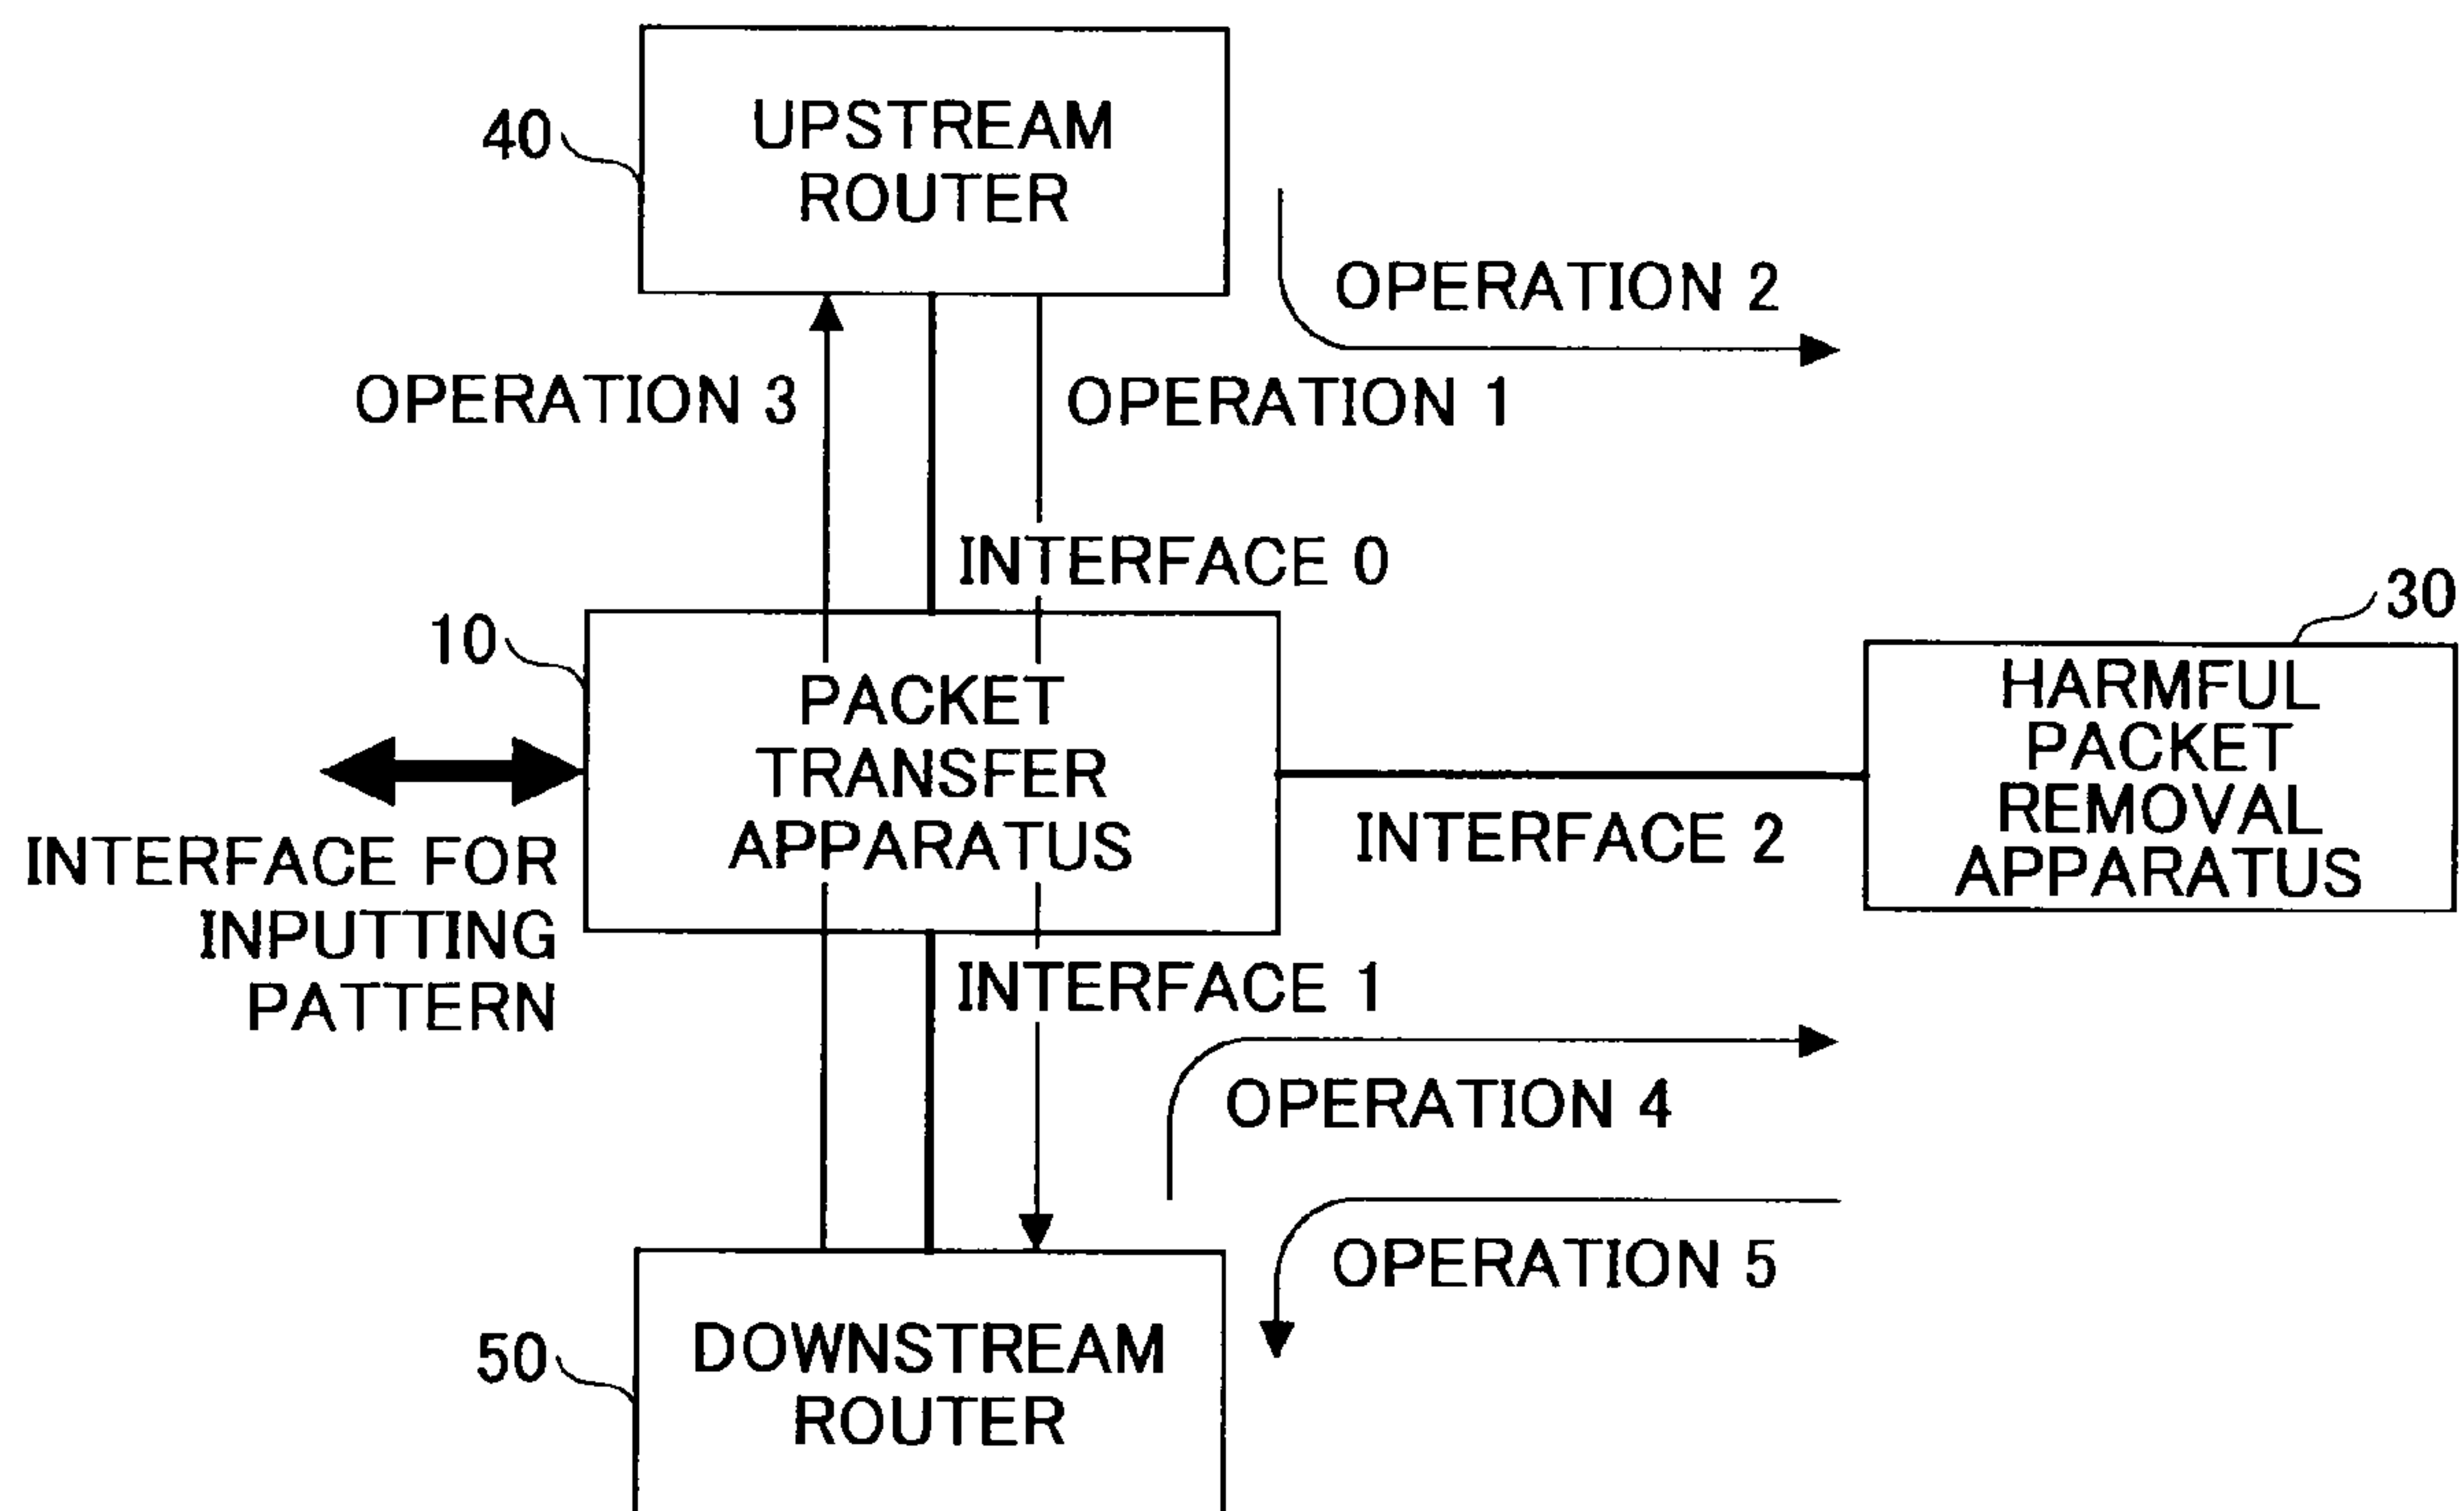 40
UPSTREAM
ROUTER
OPERATION 2
OPERATION 3
OPERATION 1
INTERFACE 0
10
PACKET
TRANSFER
APPARATUS
INTERFACE FOR
INPUTTING
PATTERN
INTERFACE 2
30
HARMFUL
PACKET
REMOVAL
APPARATUS
INTERFACE 1
OPERATION 4
OPERATION 5
50
DOWNSTREAM
ROUTER